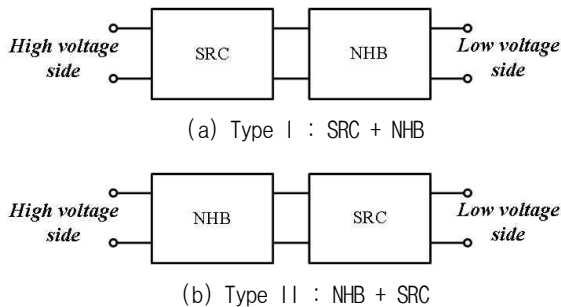 High voltage side
SRC
NHB
Low voltage side
(a) Type I : SRC + NHB
High voltage side
NHB
SRC
Low voltage side
(b) Type II : NHB + SRC